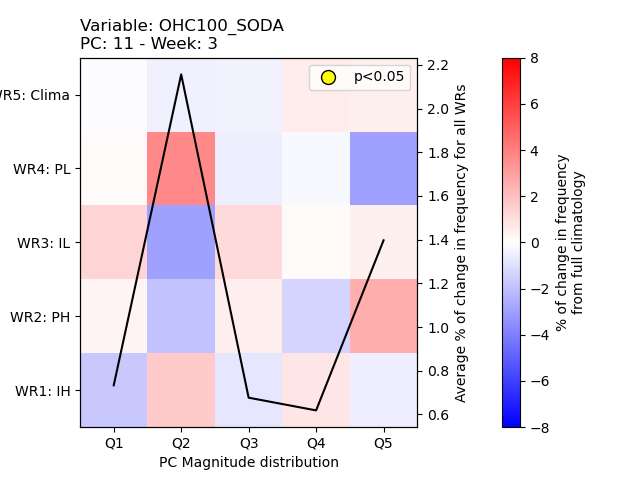 Variable: OHC100_SODA
PC: 11 - Week: 3
p<0.05
WR5: Clima
WR4: PL
WR3: IL
WR2: PH
WR1: IH
Q1 Q2 Q3 Q4 Q5
PC Magnitude distribution
2.2
2.0
1.8
1.6
1.4
1.2
1.0
0.8
0.6
Average % of change in frequency for all WRs
8
6
4
2
0
−2
−4
−6
−8
% of change in frequency
from full climatology